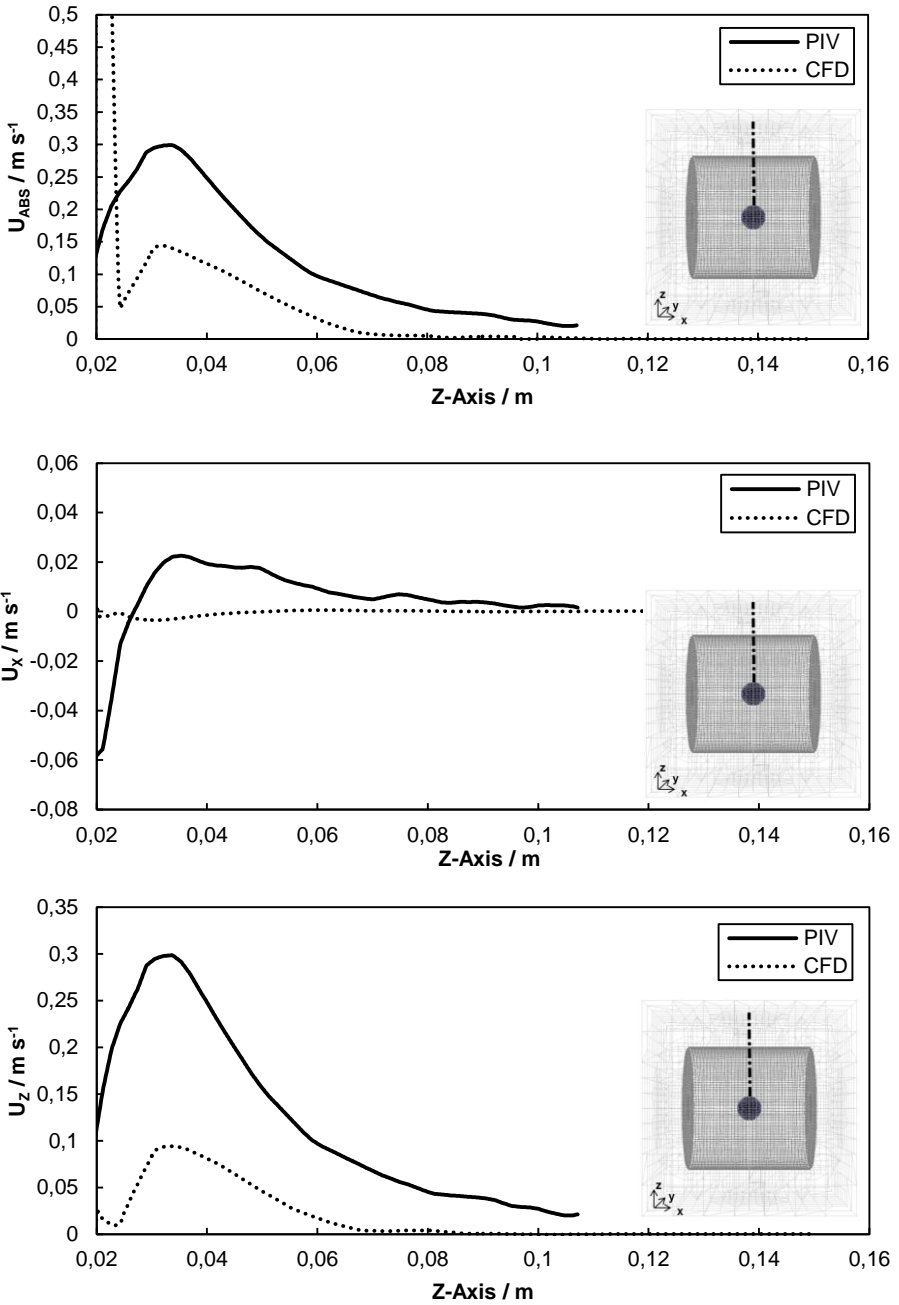 0,5
0,45
0,4
0,35
0,3
0,25
0,2
0,15
0,1
0,05
0
U_ABS / m s⁻¹
PIV
CFD
z
y
x
0,02 0,04 0,06 0,08 0,1 0,12 0,14 0,16
Z-Axis / m
0,06
0,04
0,02
0
-0,02
-0,04
-0,06
-0,08
U_X / m s⁻¹
PIV
CFD
z
y
x
0,02 0,04 0,06 0,08 0,1 0,12 0,14 0,16
Z-Axis / m
0,35
0,3
0,25
0,2
0,15
0,1
0,05
0
U_Z / m s⁻¹
PIV
CFD
z
y
x
0,02 0,04 0,06 0,08 0,1 0,12 0,14 0,16
Z-Axis / m